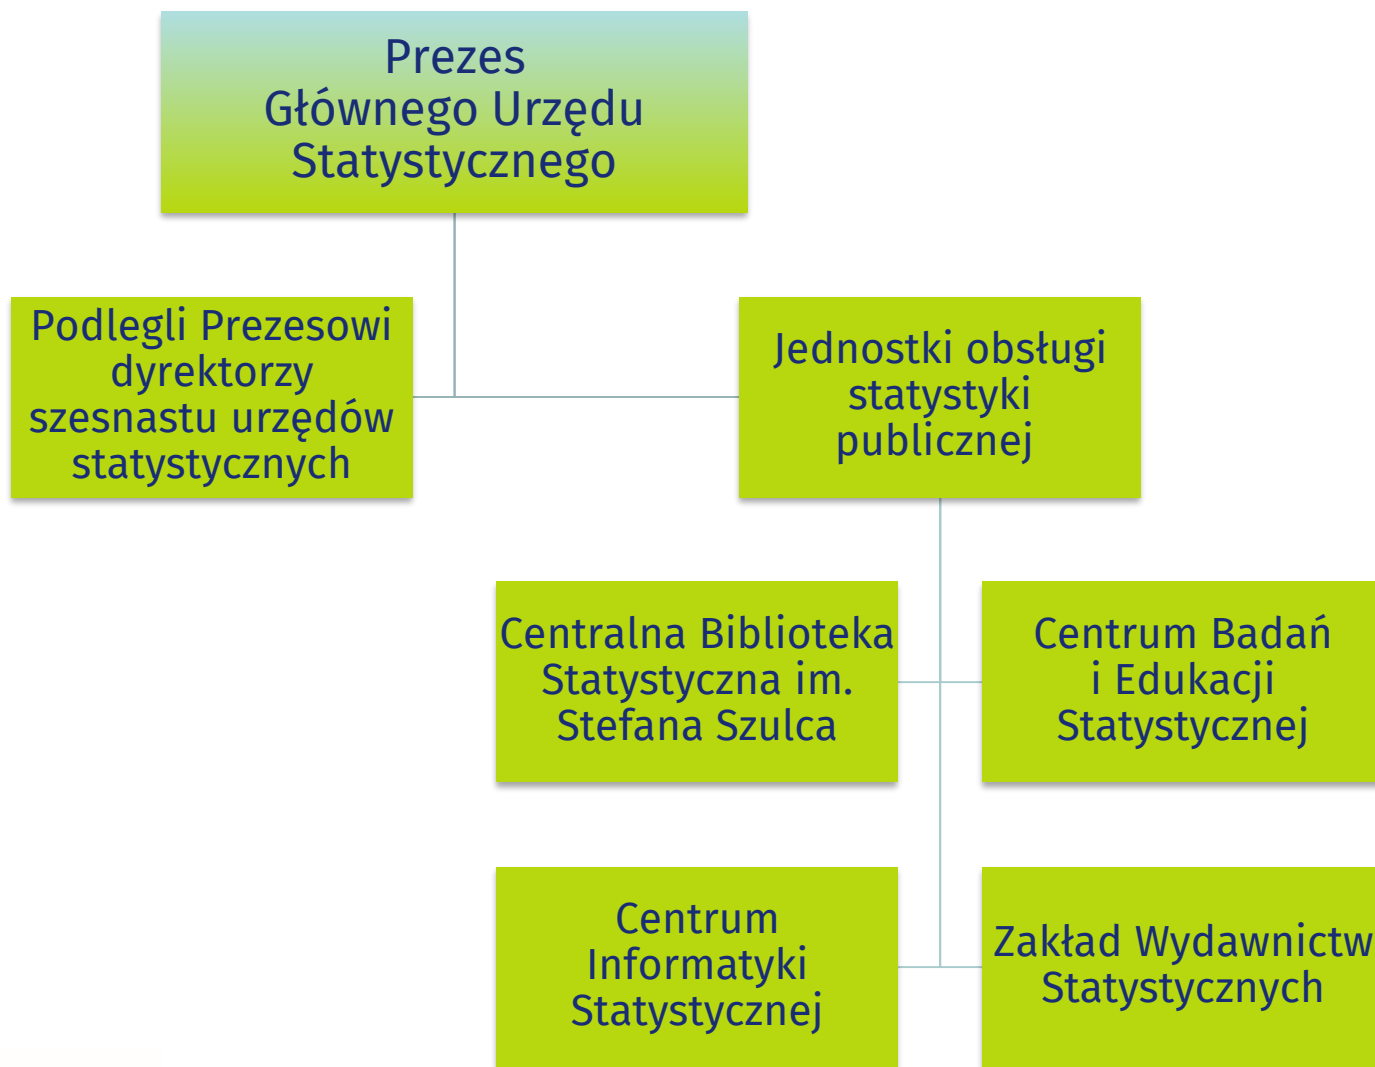 Prezes
Głównego Urzędu
Statystycznego
Podlegli Prezesowi
dyrektorzy
szesnastu urzędów
statystycznych
Jednostki obsługi
statystyki
publicznej
Centralna Biblioteka
Statystyczna im.
Stefana Szulca
Centrum Badań
i Edukacji
Statystycznej
Centrum
Informatyki
Statystycznej
Zakład Wydawnictw
Statystycznych